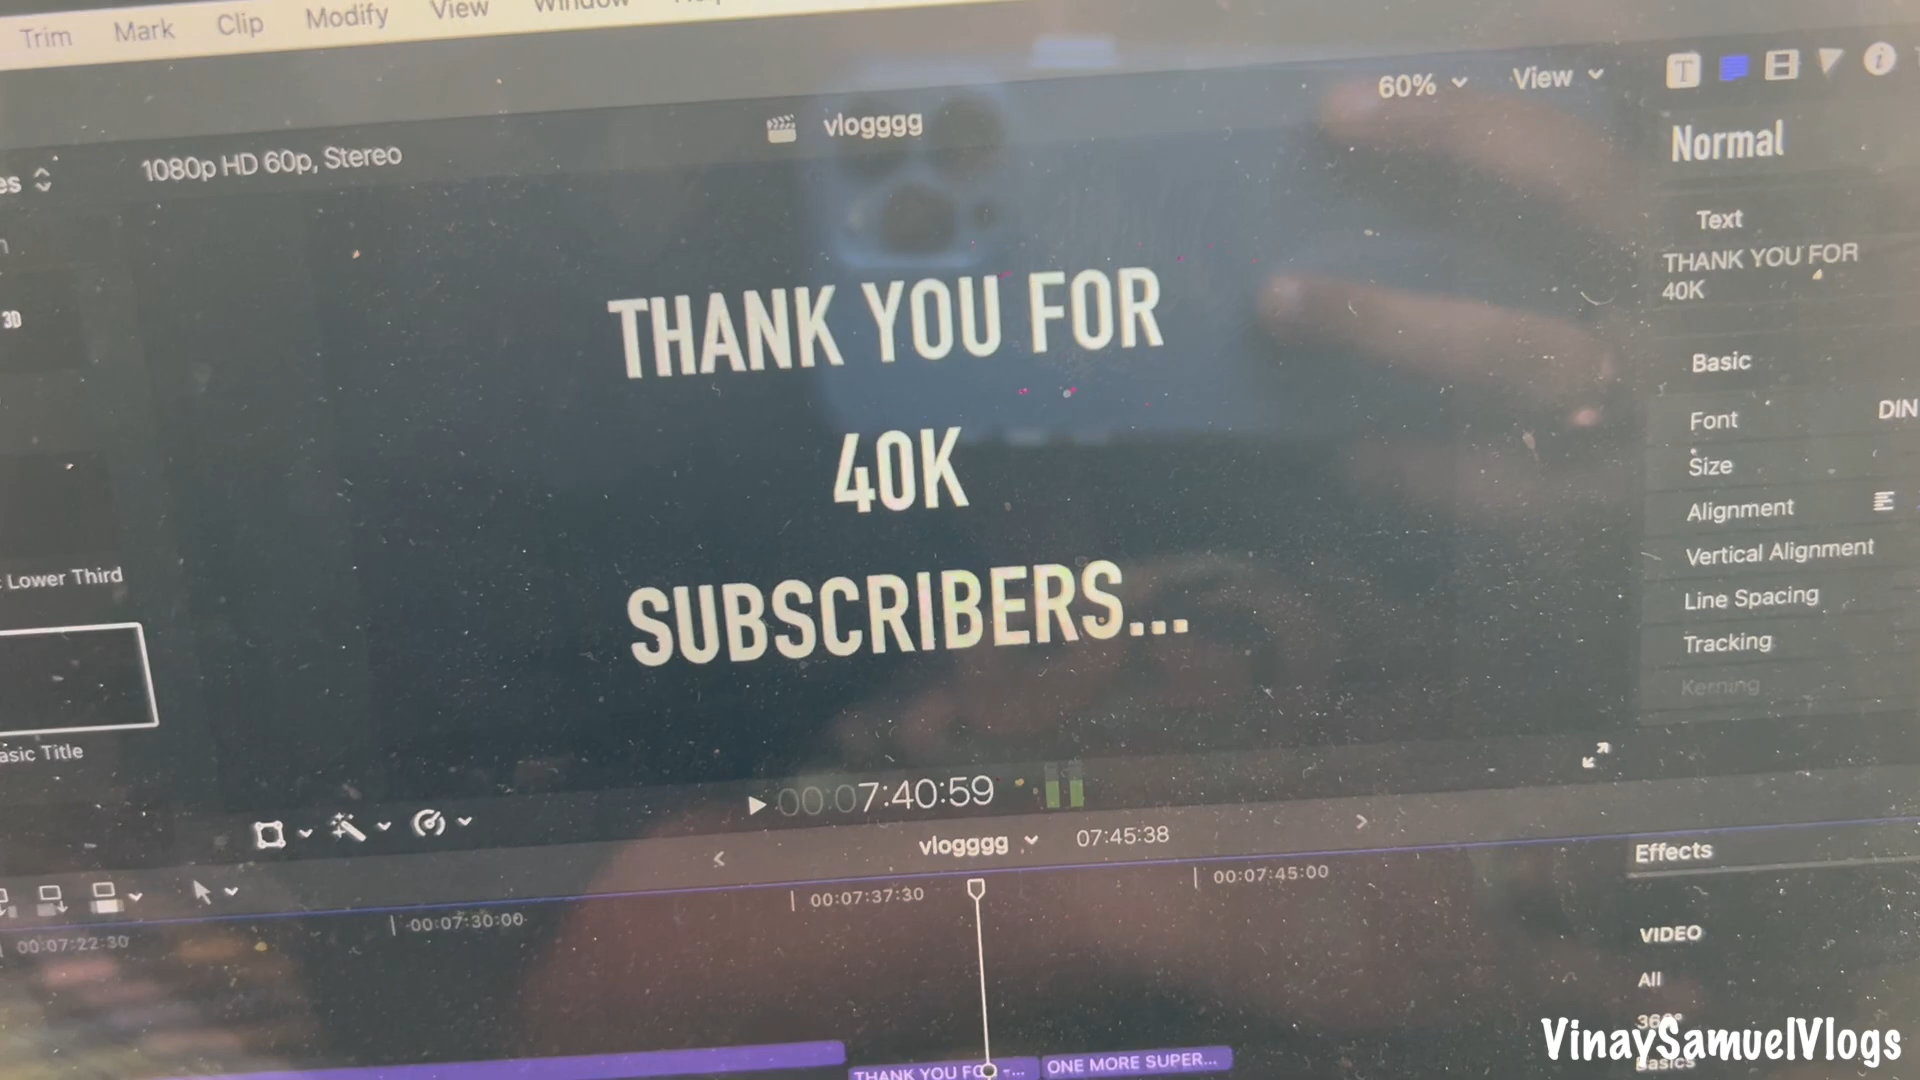 Trim Mark Clip Modify View Window
60% View
vlogggg
1080p HD 60p, Stereo
Normal
Text
THANK YOU FOR
40K
3D
THANK YOU FOR
40K
SUBSCRIBERS...
Basic
Font DIN
Size
Alignment
Vertical Alignment
Line Spacing
Tracking
Kerning
Lower Third
asic Title
00:07:40:59
vlogggg 07:45:38
Effects
00:07:22:30 00:07:30:00 00:07:37:30 00:07:45:00
VIDEO
All
360°
Basics
THANK YOU FO
ONE MORE SUPER...
VinaySamuelVlogs